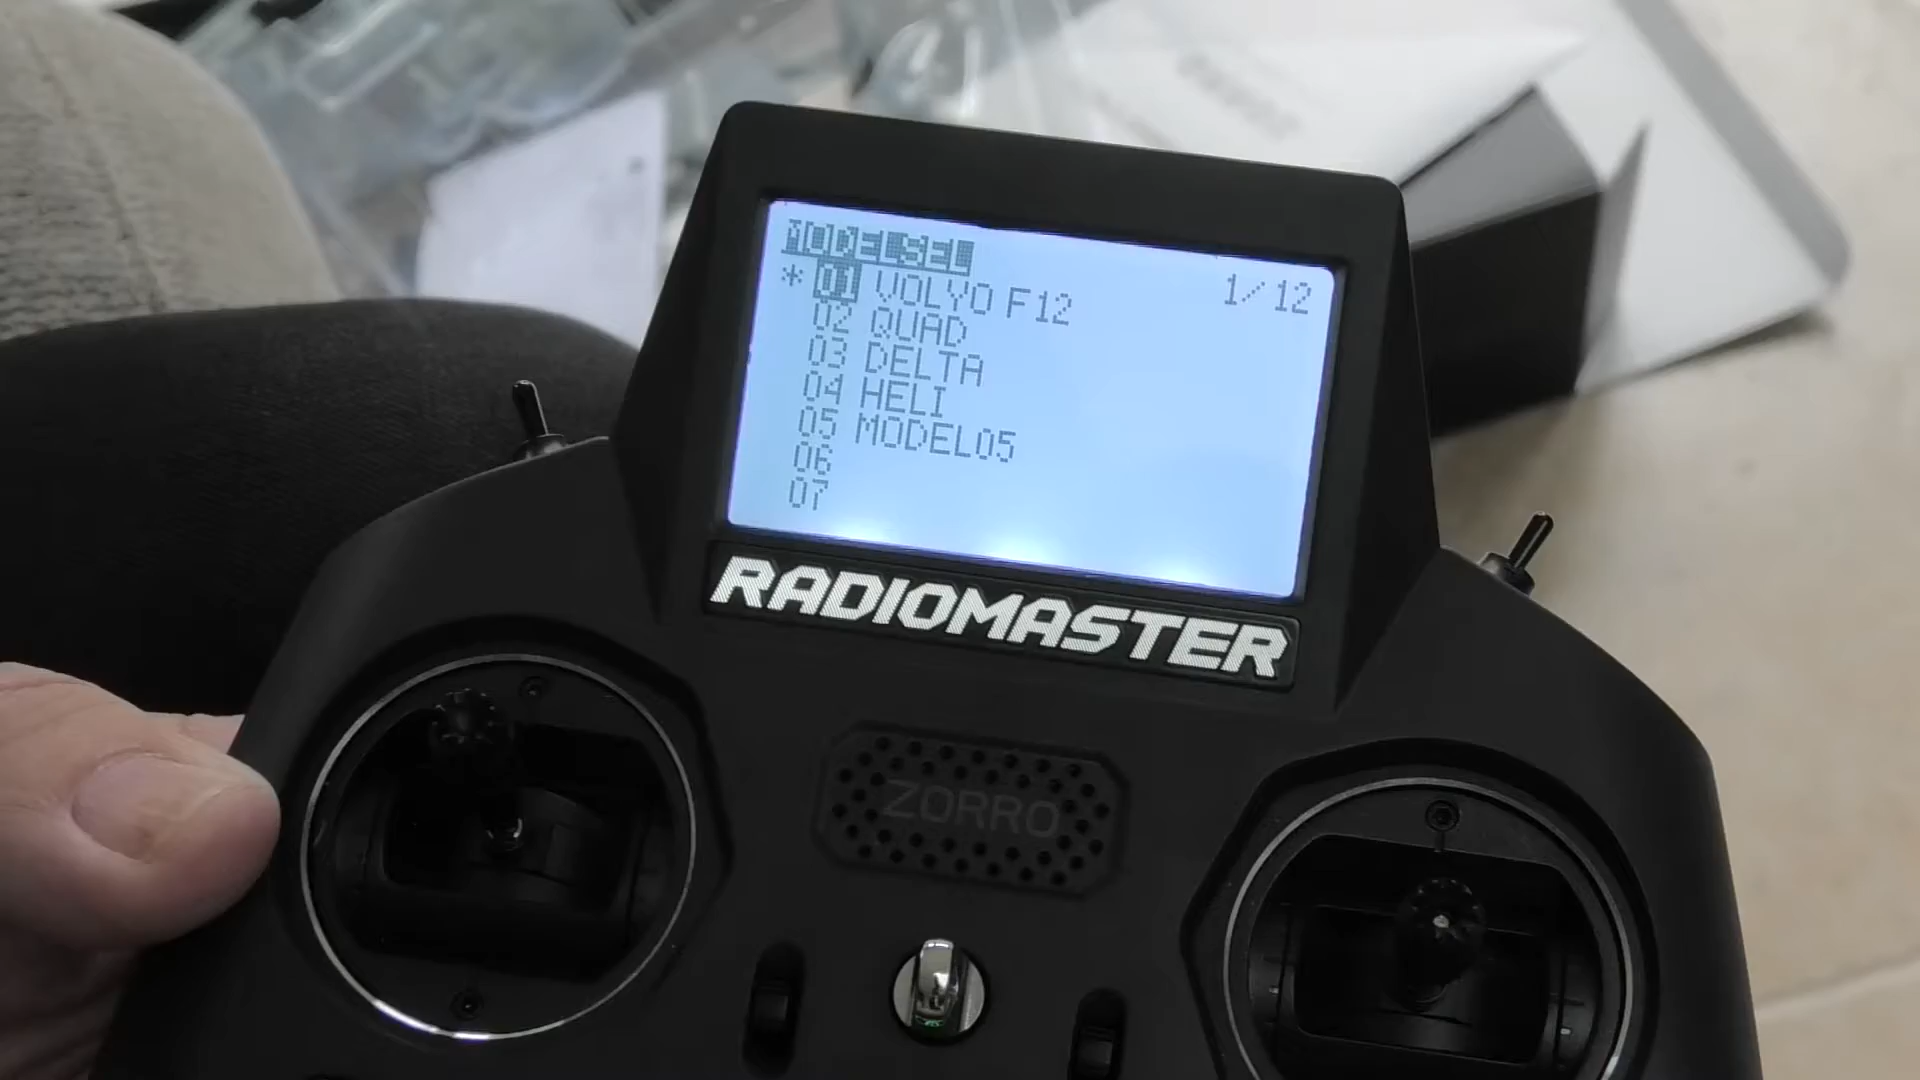 MODELSEL 1/12
* 01 VOLVO F12
02 QUAD
03 DELTA
04 HELI
05 MODEL05
06
07
RADIOMASTER
ZORRO